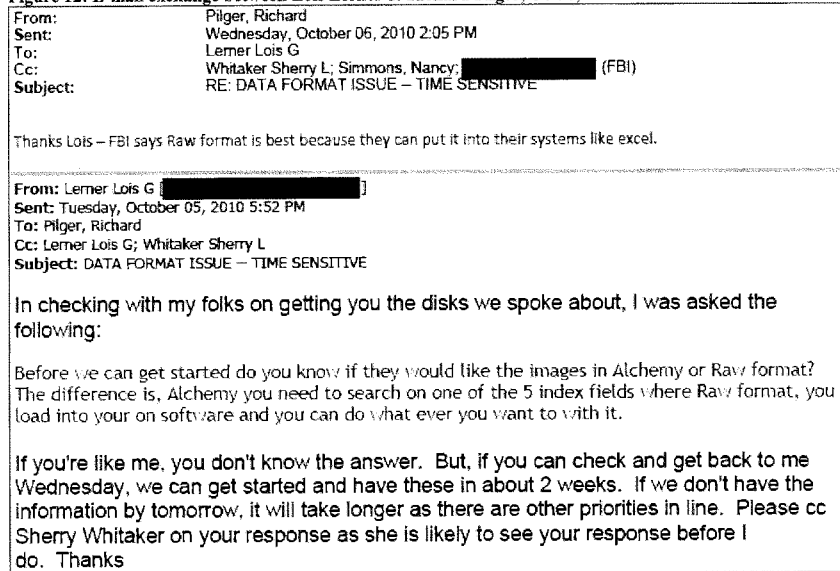 From: Pilger, Richard
Sent: Wednesday, October 06, 2010 2:05 PM
To: Lerner Lois G
Cc: Whitaker Sherry L; Simmons, Nancy; (FBI)
Subject: RE: DATA FORMAT ISSUE – TIME SENSITIVE
Thanks Lois – FBI says Raw format is best because they can put it into their systems like excel.
From: Lerner Lois G [ ]
Sent: Tuesday, October 05, 2010 5:52 PM
To: Pilger, Richard
Cc: Lerner Lois G; Whitaker Sherry L
Subject: DATA FORMAT ISSUE – TIME SENSITIVE
In checking with my folks on getting you the disks we spoke about, I was asked the
following:
Before we can get started do you know if they would like the images in Alchemy or Raw format?
The difference is, Alchemy you need to search on one of the 5 index fields where Raw format, you
load into your on software and you can do what ever you want to with it.
If you're like me, you don't know the answer. But, if you can check and get back to me
Wednesday, we can get started and have these in about 2 weeks. If we don't have the
information by tomorrow, it will take longer as there are other priorities in line. Please cc
Sherry Whitaker on your response as she is likely to see your response before I
do. Thanks